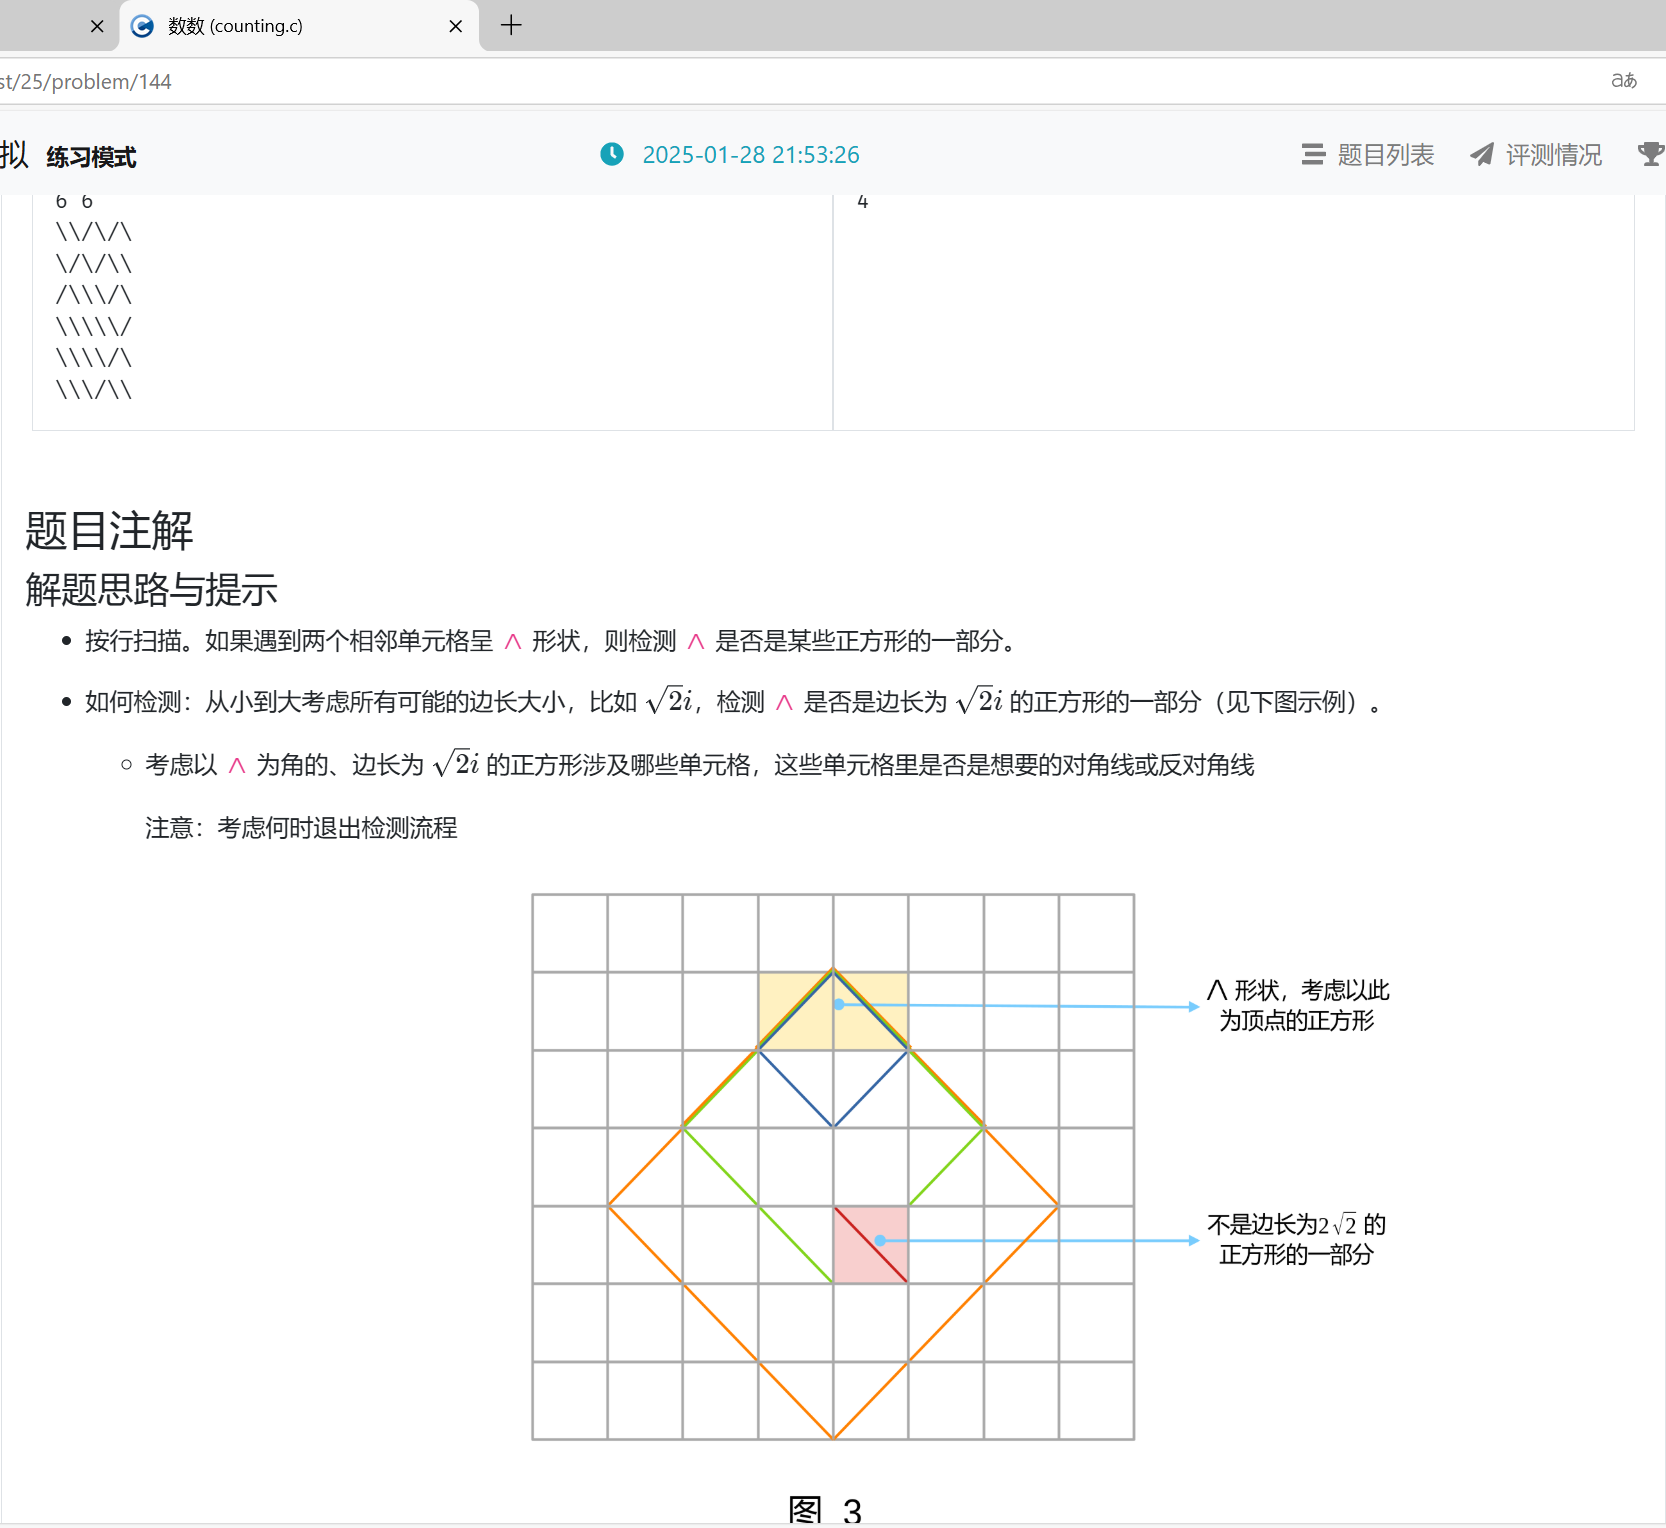 数数 (counting.c)
st/25/problem/144
拟 练习模式
2025-01-28 21:53:26
题目列表
评测情况
6 6
\\/\/\
\/\/\\
/\\\/\
\\\\\/
\\\\/\
\\\/\\
4
题目注解
解题思路与提示
按行扫描。如果遇到两个相邻单元格呈 ∧ 形状，则检测 ∧ 是否是某些正方形的一部分。
如何检测：从小到大考虑所有可能的边长大小，比如 √2i，检测 ∧ 是否是边长为 √2i 的正方形的一部分（见下图示例）。
考虑以 ∧ 为角的、边长为 √2i 的正方形涉及哪些单元格，这些单元格里是否是想要的对角线或反对角线
注意：考虑何时退出检测流程
∧ 形状，考虑以此
为顶点的正方形
不是边长为2√2 的
正方形的一部分
图 3